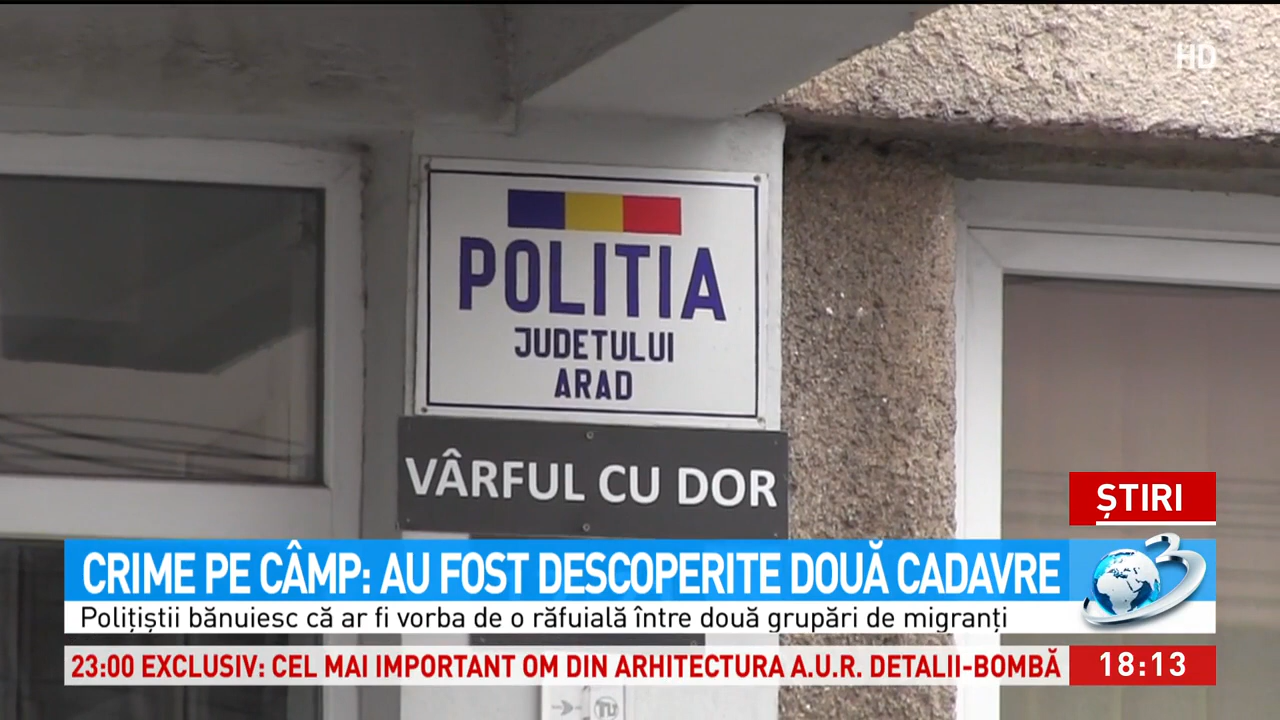 HD
POLITIA
JUDETULUI
ARAD
VÂRFUL CU DOR
ȘTIRI
CRIME PE CÂMP: AU FOST DESCOPERITE DOUĂ CADAVRE
3
Polițiștii bănuiesc că ar fi vorba de o răfuială între două grupări de migranți
23:00 EXCLUSIV: CEL MAI IMPORTANT OM DIN ARHITECTURA A.U.R. DETALII-BOMBĂ
18:13